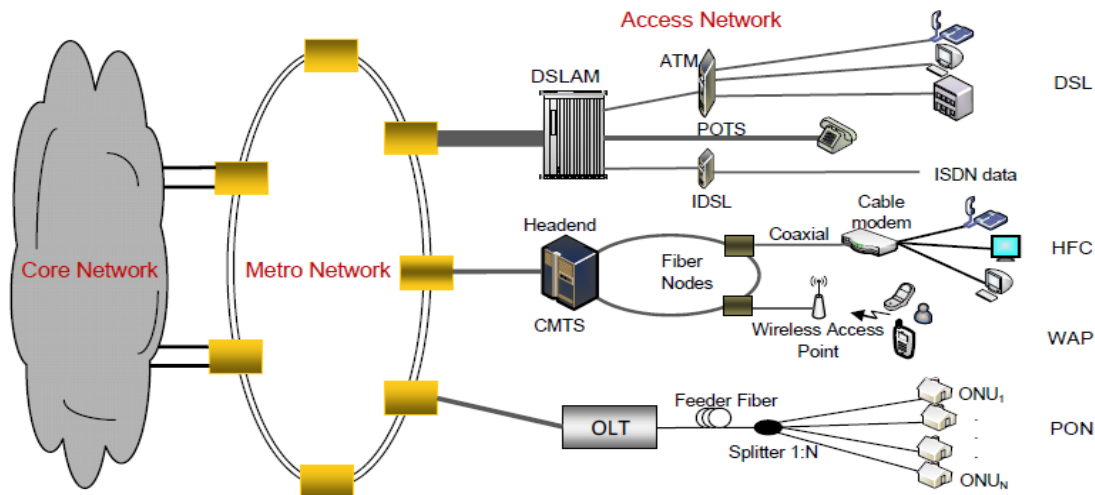 Access Network
ATM
DSLAM
DSL
POTS
IDSL
ISDN data
Cable
modem
Headend
Coaxial
HFC
Core Network
Metro Network
Fiber
Nodes
CMTS
Wireless Access
Point
WAP
Feeder Fiber
ONU1
OLT
PON
Splitter 1:N
ONUN